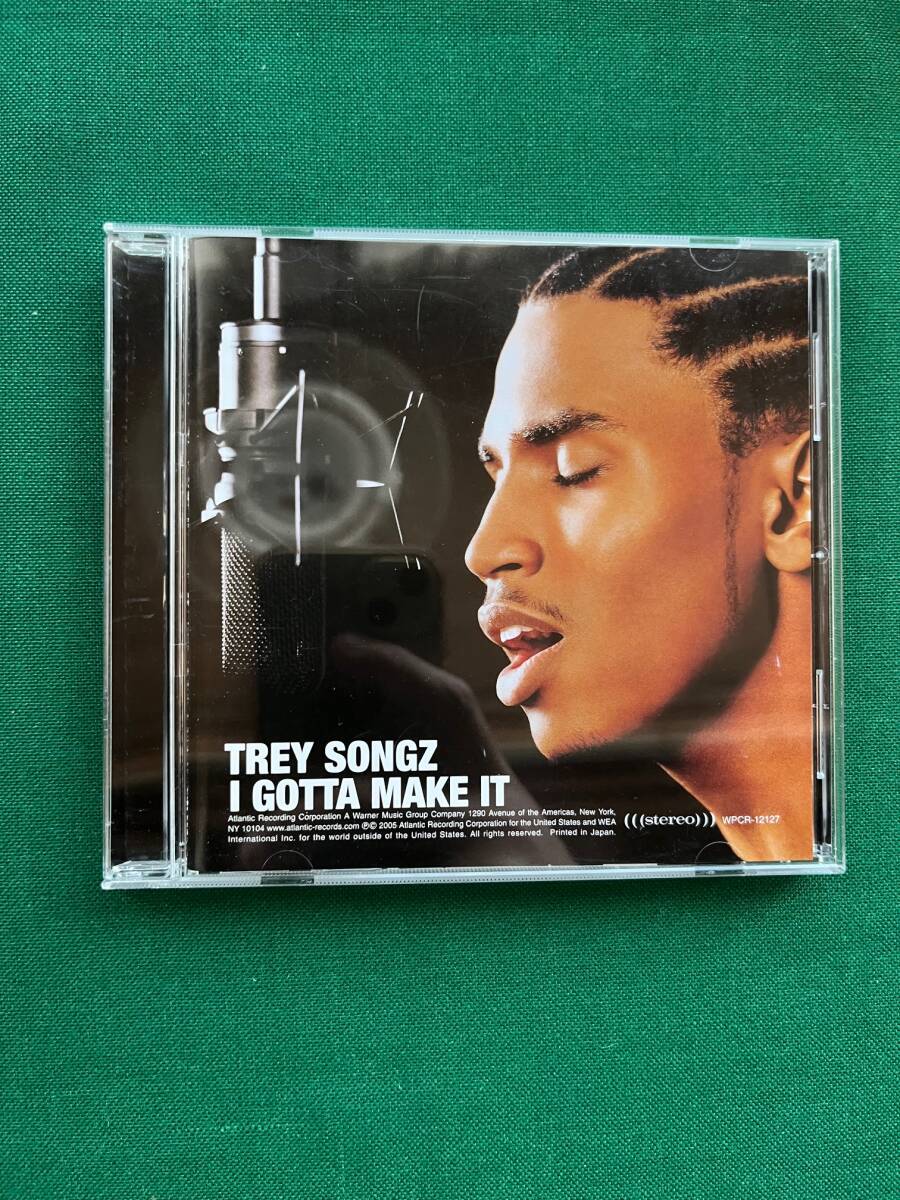 TREY SONGZ
I GOTTA MAKE IT
Atlantic Recording Corporation A Warner Music Group Company 1290 Avenue of the Americas, New York,
NY 10104 www.atlantic-records.com ℗© 2005 Atlantic Recording Corporation for the United States and WEA
International Inc. for the world outside of the United States. All rights reserved. Printed in Japan.
(((stereo))) WPCR-12127